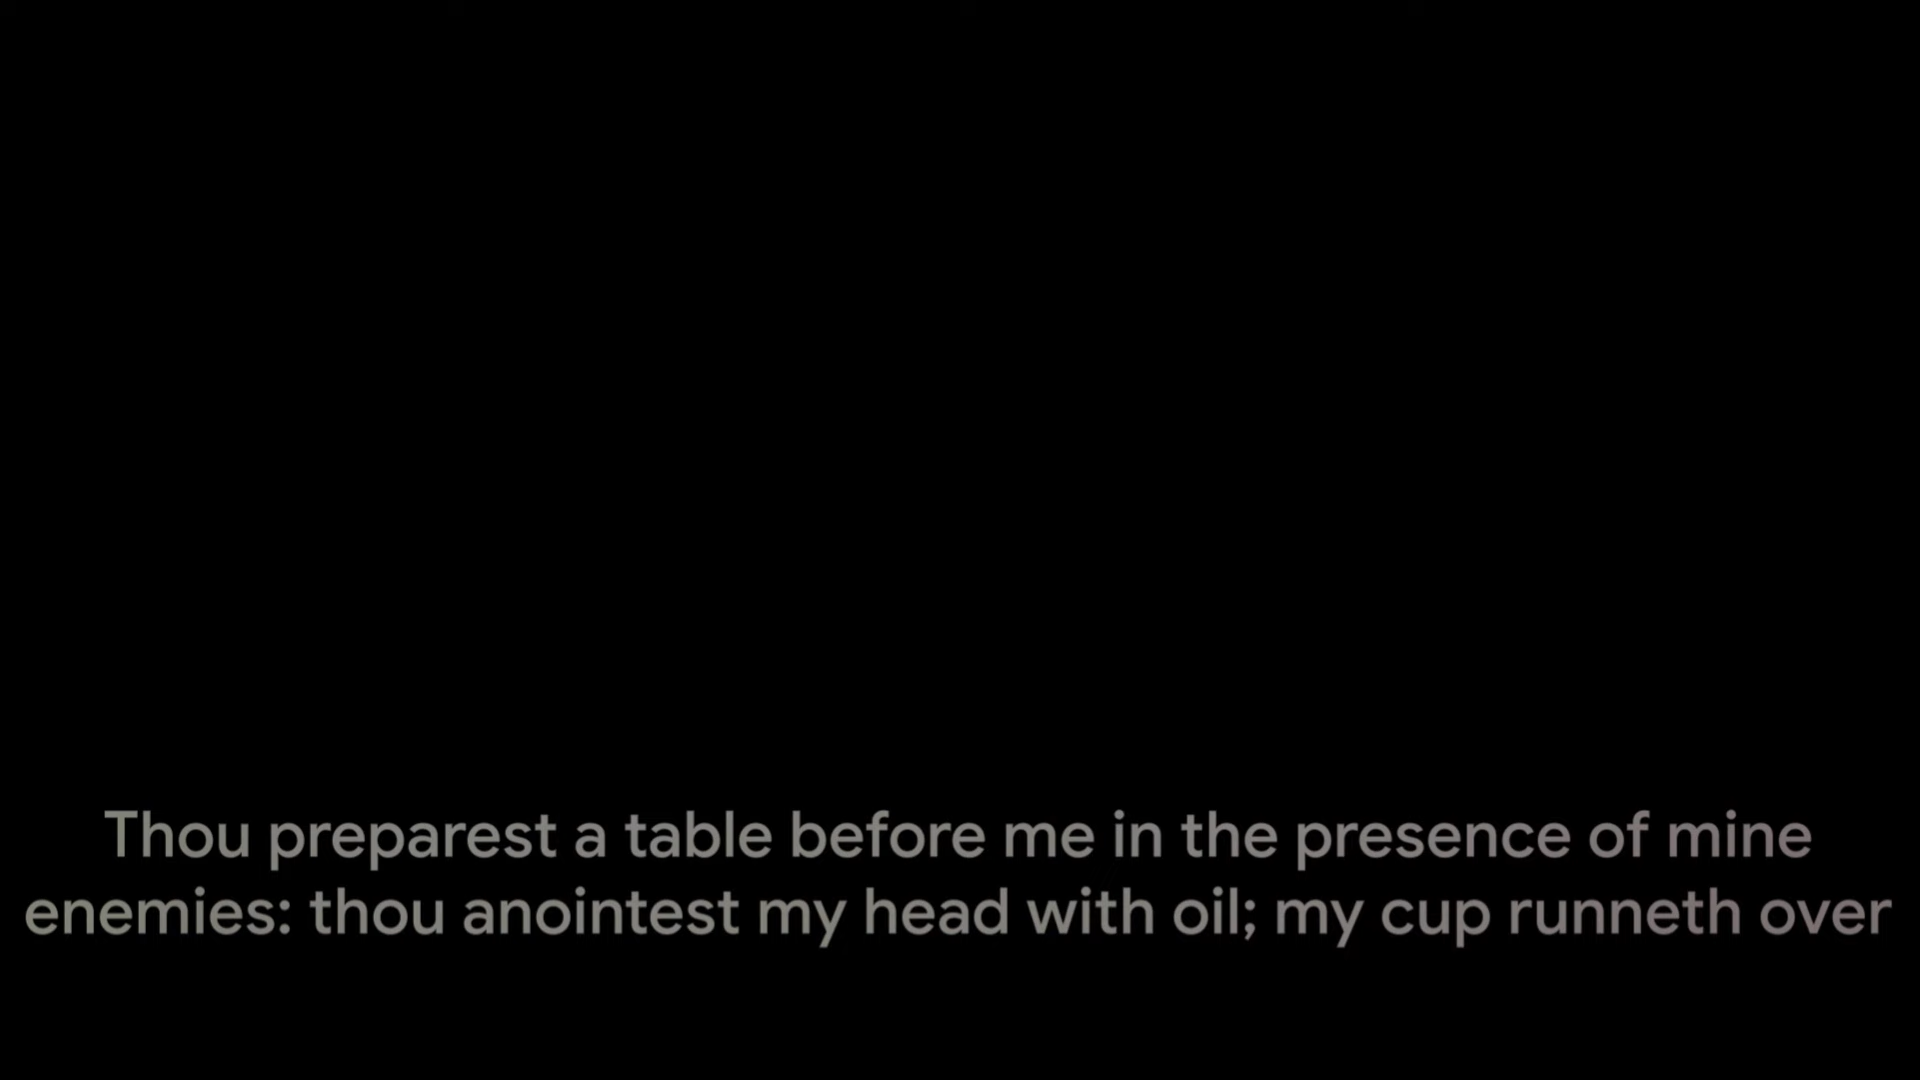 Thou preparest a table before me in the presence of mine
enemies: thou anointest my head with oil; my cup runneth over